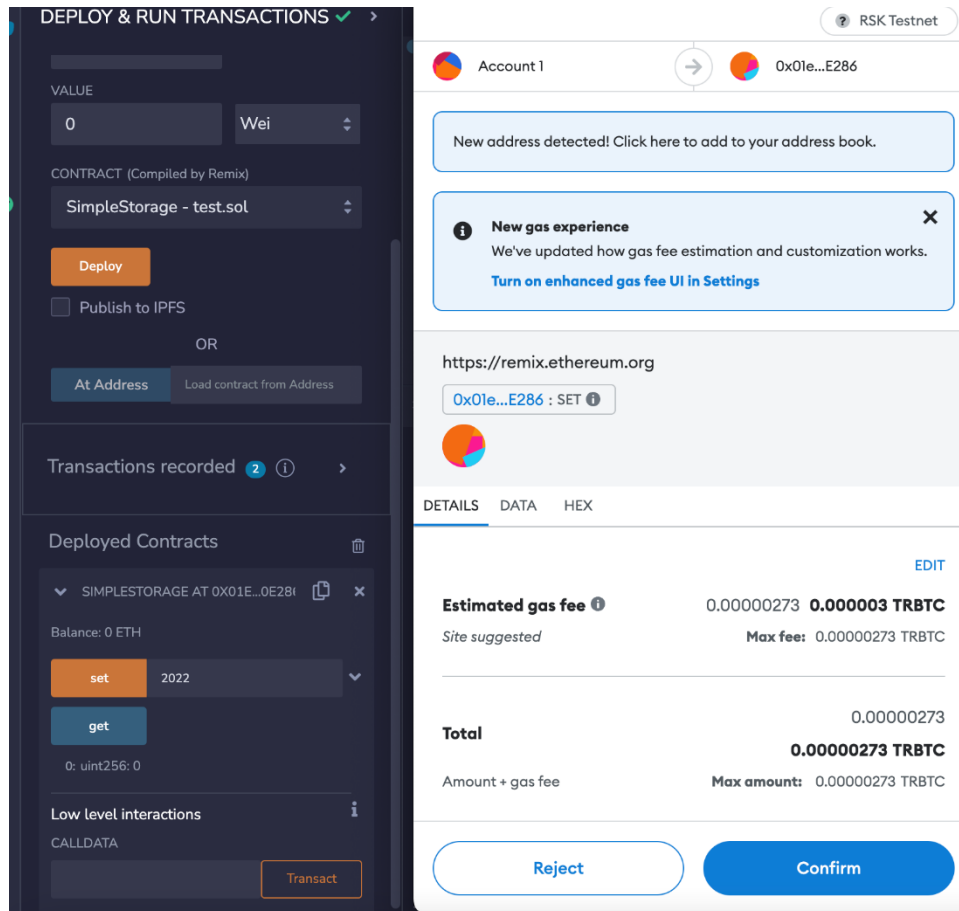 DEPLOY & RUN TRANSACTIONS
VALUE
0
Wei
CONTRACT (Compiled by Remix)
SimpleStorage - test.sol
Deploy
Publish to IPFS
OR
At Address
Load contract from Address
Transactions recorded 2
Deployed Contracts
SIMPLESTORAGE AT 0X01E...0E28
Balance: 0 ETH
set
2022
get
0: uint256: 0
Low level interactions
CALLDATA
Transact
RSK Testnet
Account 1
0x01e...E286
New address detected! Click here to add to your address book.
New gas experience
We've updated how gas fee estimation and customization works.
Turn on enhanced gas fee UI in Settings
https://remix.ethereum.org
0x01e...E286 : SET
DETAILS DATA HEX
EDIT
Estimated gas fee 0.00000273 0.000003 TRBTC
Site suggested Max fee: 0.00000273 TRBTC
0.00000273
Total
0.00000273 TRBTC
Amount + gas fee Max amount: 0.00000273 TRBTC
Reject
Confirm